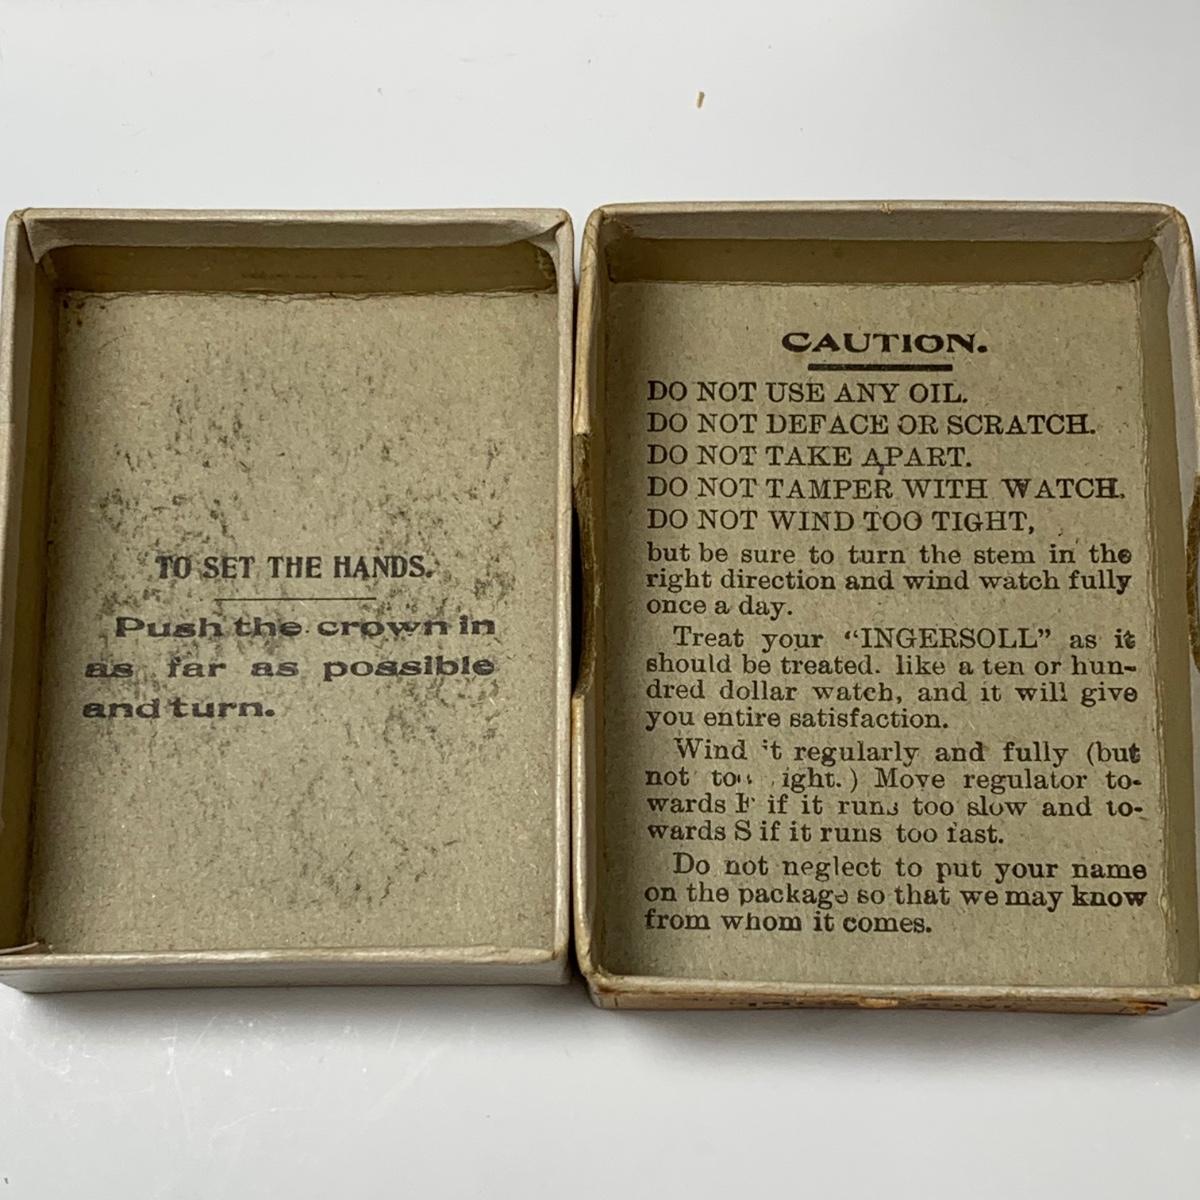 TO SET THE HANDS.
Push the crown in
as far as possible
and turn.
CAUTION.
DO NOT USE ANY OIL.
DO NOT DEFACE OR SCRATCH.
DO NOT TAKE APART.
DO NOT TAMPER WITH WATCH.
DO NOT WIND TOO TIGHT,
but be sure to turn the stem in the
right direction and wind watch fully
once a day.
Treat your “INGERSOLL” as it
should be treated. like a ten or hun-
dred dollar watch, and it will give
you entire satisfaction.
Wind it regularly and fully (but
not too tight.) Move regulator to-
wards F if it runs too slow and to-
wards S if it runs too fast.
Do not neglect to put your name
on the package so that we may know
from whom it comes.